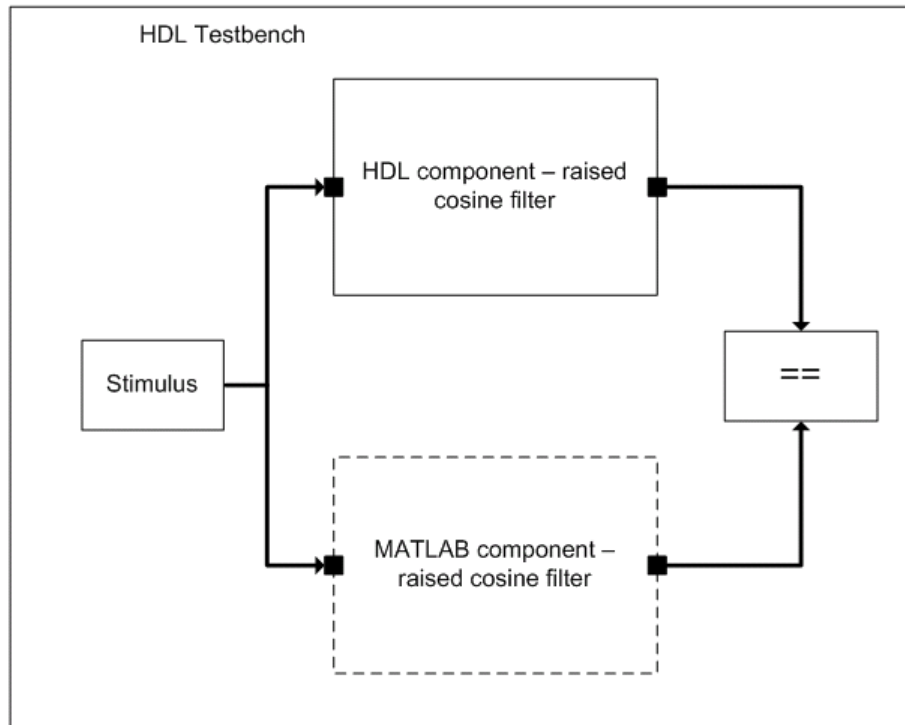 HDL Testbench
HDL component – raised
cosine filter
Stimulus
==
MATLAB component –
raised cosine filter